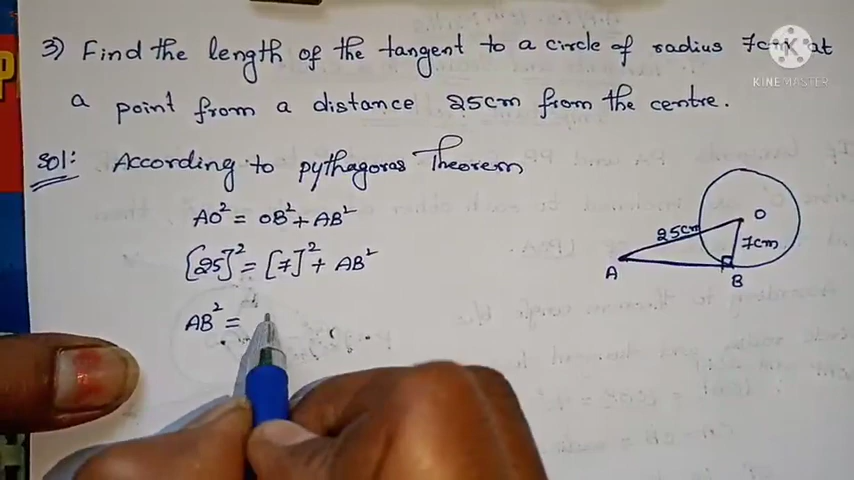 3) Find the length of the tangent to a circle of radius 7cm at
a point from a distance 25cm from the centre.
Sol: According to pythagoras Theorem
AO² = OB² + AB²
[25]² = [7]² + AB²
AB² =
25cm
O
7cm
A
B
K
KINEMASTER